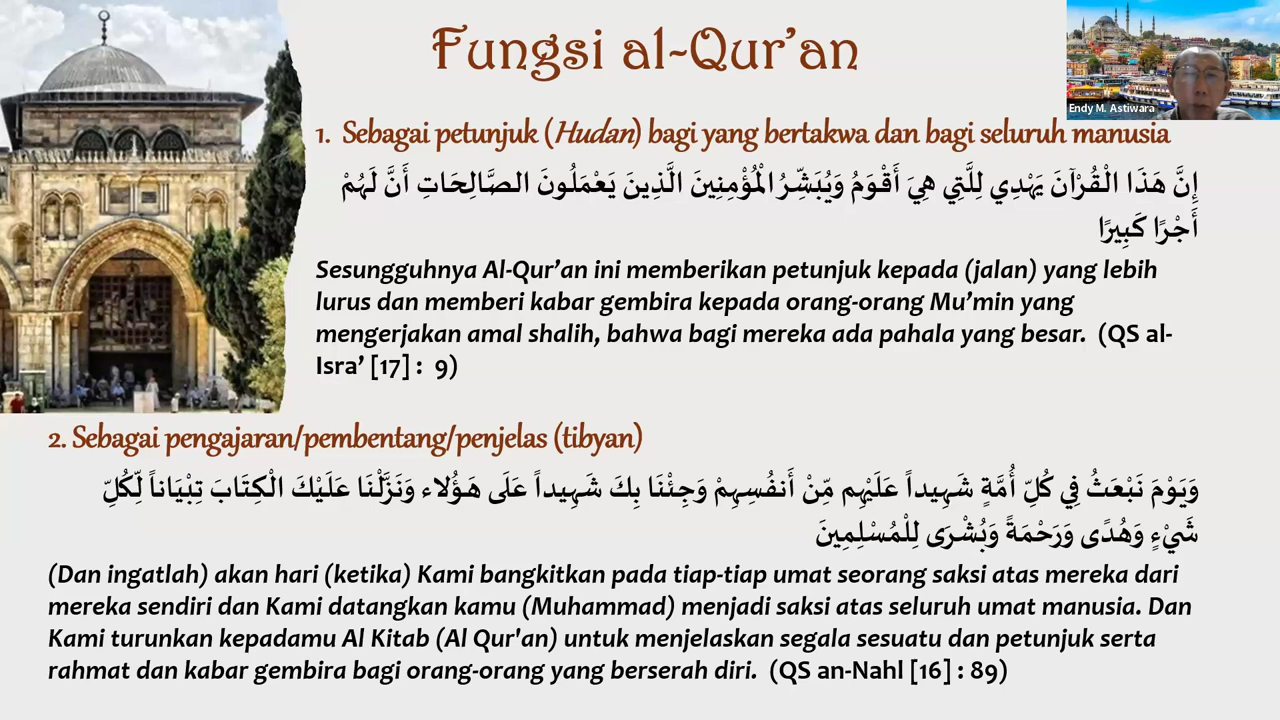 Fungsi al-Qur’an
Endy M. Astiwara
1. Sebagai petunjuk (Hudan) bagi yang bertakwa dan bagi seluruh manusia
إِنَّ هَذَا الْقُرْآنَ يَهْدِي لِلَّتِي هِيَ أَقْوَمُ وَيُبَشِّرُ الْمُؤْمِنِينَ الَّذِينَ يَعْمَلُونَ الصَّالِحَاتِ أَنَّ لَهُمْ
أَجْرًا كَبِيرًا
Sesungguhnya Al-Qur’an ini memberikan petunjuk kepada (jalan) yang lebih
lurus dan memberi kabar gembira kepada orang-orang Mu’min yang
mengerjakan amal shalih, bahwa bagi mereka ada pahala yang besar. (QS al-
Isra’ [17] : 9)
2. Sebagai pengajaran/pembentang/penjelas (tibyan)
وَيَوْمَ نَبْعَثُ فِي كُلِّ أُمَّةٍ شَهِيداً عَلَيْهِم مِّنْ أَنفُسِهِمْ وَجِئْنَا بِكَ شَهِيداً عَلَى هَؤُلاء وَنَزَّلْنَا عَلَيْكَ الْكِتَابَ تِبْيَاناً لِّكُلِّ
شَيْءٍ وَهُدًى وَرَحْمَةً وَبُشْرَى لِلْمُسْلِمِينَ
(Dan ingatlah) akan hari (ketika) Kami bangkitkan pada tiap-tiap umat seorang saksi atas mereka dari
mereka sendiri dan Kami datangkan kamu (Muhammad) menjadi saksi atas seluruh umat manusia. Dan
Kami turunkan kepadamu Al Kitab (Al Qur'an) untuk menjelaskan segala sesuatu dan petunjuk serta
rahmat dan kabar gembira bagi orang-orang yang berserah diri. (QS an-Nahl [16] : 89)